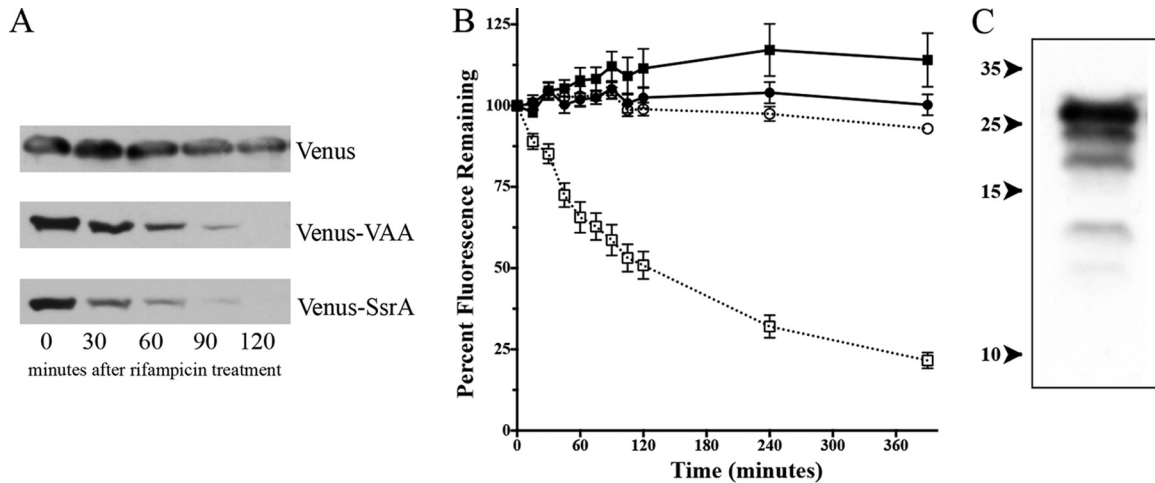 A
Venus
Venus-VAA
Venus-SsrA
0 30 60 90 120
minutes after rifampicin treatment
B
Percent Fluorescence Remaining
125
100
75
50
25
0
0 60 120 180 240 300 360
Time (minutes)
C
35
25
15
10